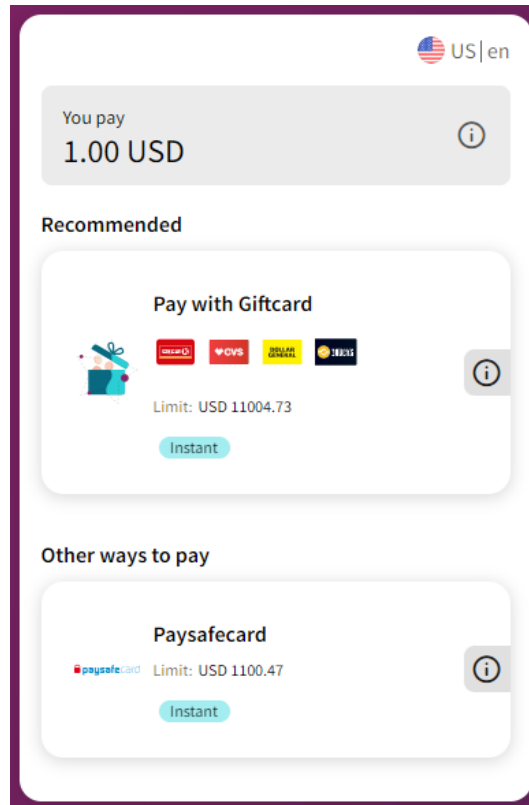 US|en
You pay
1.00 USD
Recommended
Pay with Giftcard
CVS
DOLLAR GENERAL
Limit: USD 11004.73
Instant
Other ways to pay
Paysafecard
paysafecard
Limit: USD 1100.47
Instant